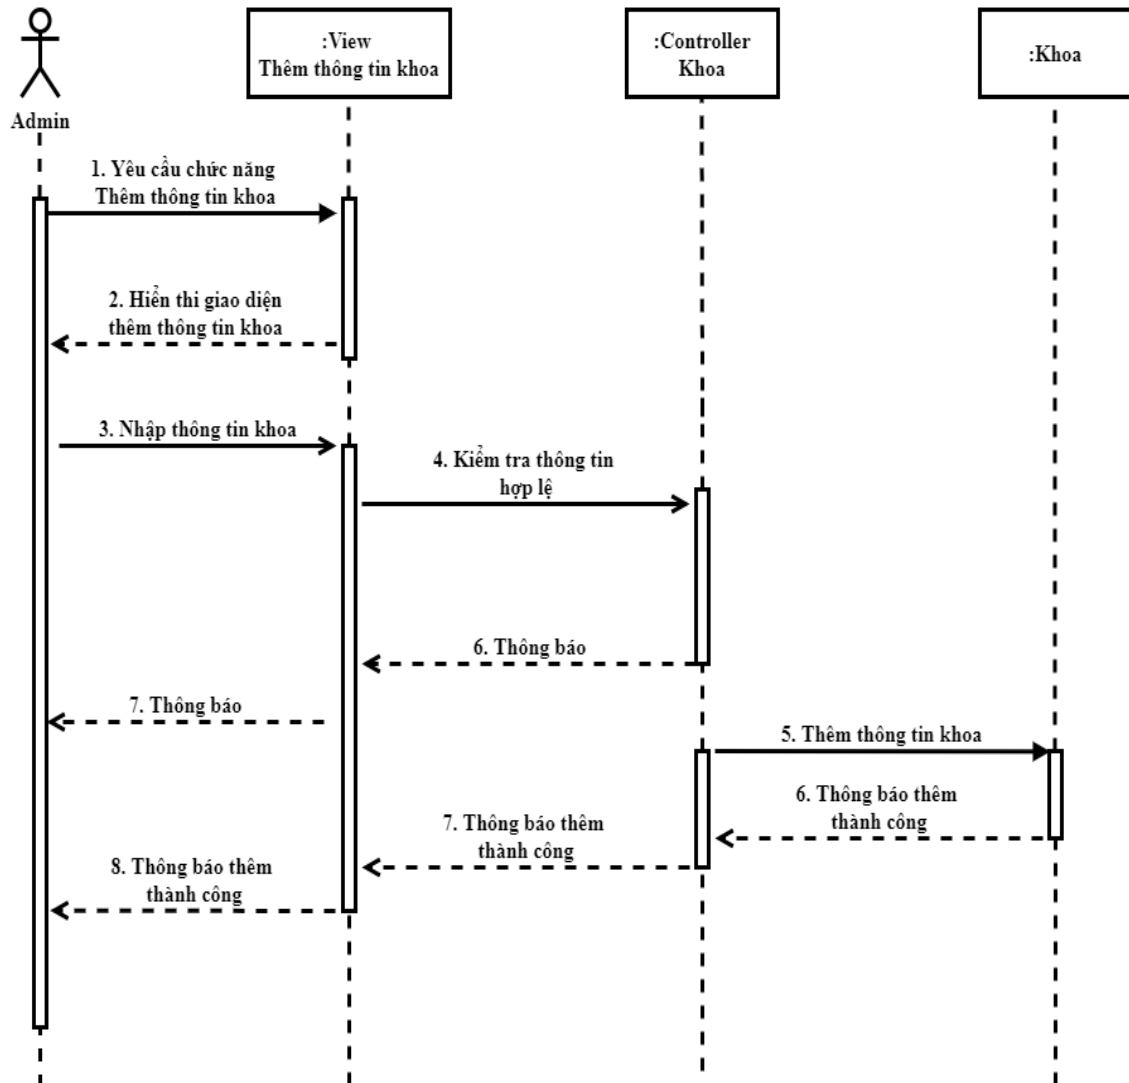 :View
Thêm thông tin khoa
:Controller
Khoa
:Khoa
Admin
1. Yêu cầu chức năng
Thêm thông tin khoa
2. Hiển thi giao diện
thêm thông tin khoa
3. Nhập thông tin khoa
4. Kiểm tra thông tin
hợp lệ
6. Thông báo
7. Thông báo
5. Thêm thông tin khoa
6. Thông báo thêm
thành công
7. Thông báo thêm
thành công
8. Thông báo thêm
thành công